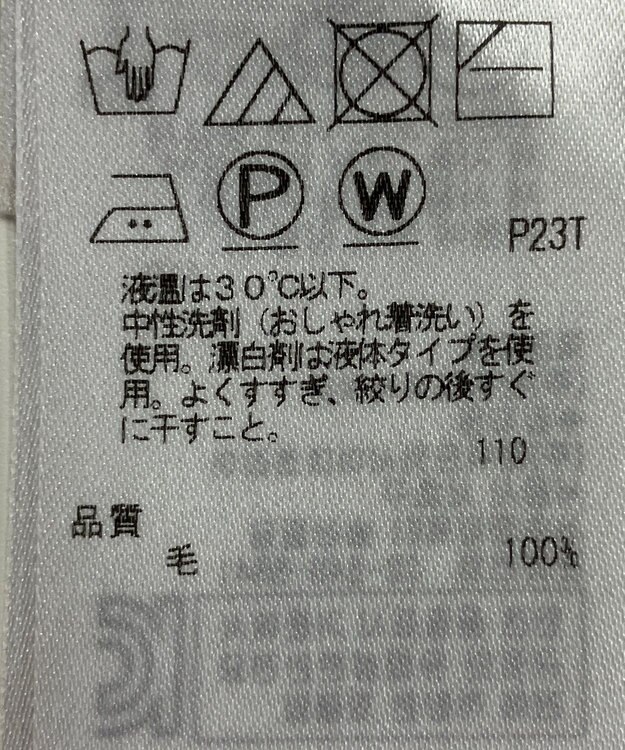 P
W
P23T
液温は30℃以下。
中性洗剤（おしゃれ着洗い）を
使用。漂白剤は液体タイプを使
用。よくすすぎ、絞りの後すぐ
に干すこと。
110
品質
毛 100%